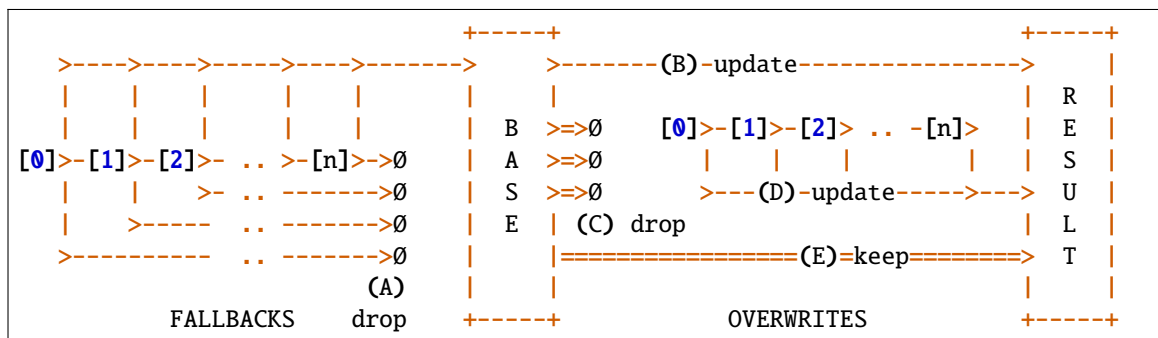 +-----+                                       +-----+
   >----->----->------>----->------->  |     >-------(B)-update----------------->  |     |
   |    |    |     |    |        |     |                                  |  R  |
   |    |    |     |    |        |  B  >=>Ø    [0]>-[1]>-[2]> .. -[n]>    |  E  |
[0]>-[1]>-[2]>- .. >-[n]>->Ø     |  A  >=>Ø      |    |    |        |     |  S  |
             >- .. ------->Ø     |  S  >=>Ø      >---(D)-update----->---> |  U  |
   |    >----- .. ------->Ø     |  E  | (C) drop                         |  L  |
   >---------- .. ------->Ø     |     |=================(E)=keep========> |  T  |
                         (A)     |     |                                  |     |
           FALLBACKS    drop     +-----+            OVERWRITES            +-----+